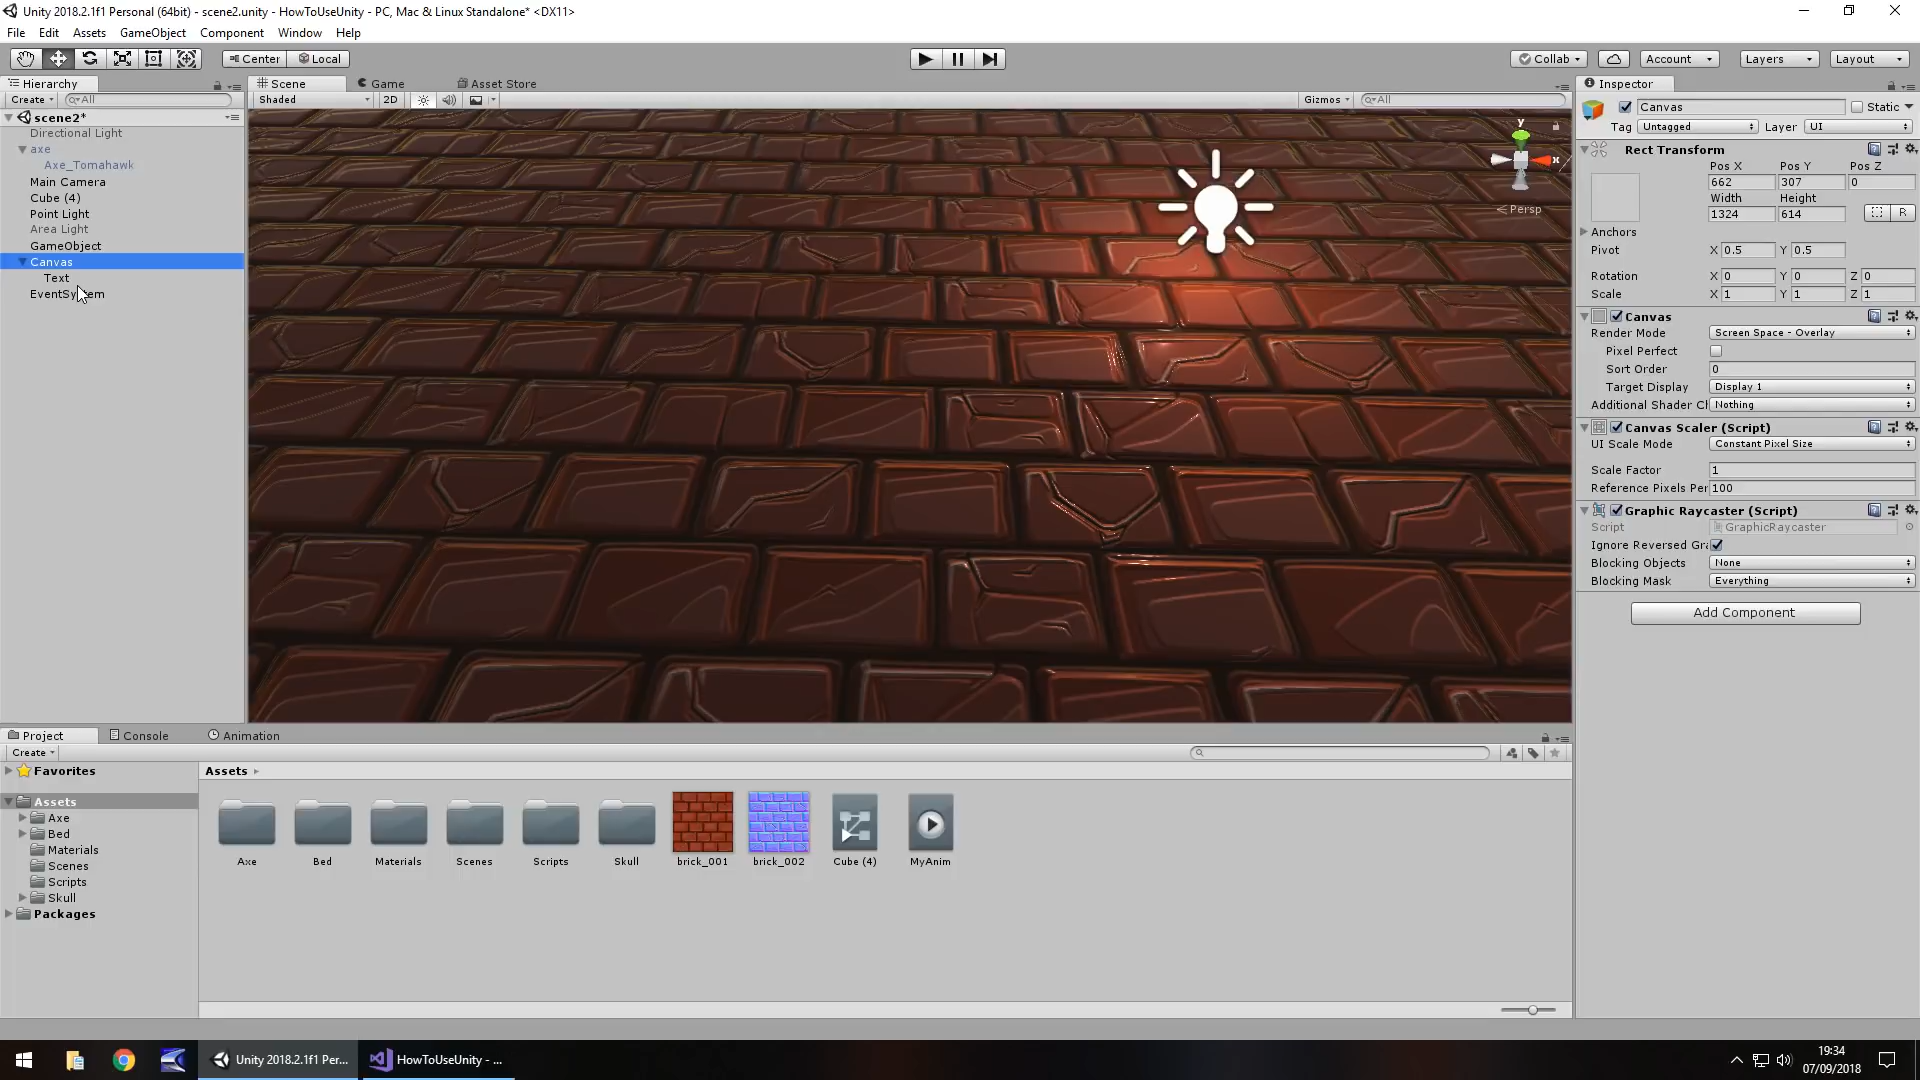 Unity 2018.2.1f1 Personal (64bit) - scene2.unity - HowToUseUnity - PC, Mac & Linux Standalone* <DX11>
File Edit Assets GameObject Component Window Help
Center Local Collab Account Layers Layout
Hierarchy Scene Game Asset Store Inspector
Create All Shaded 2D Gizmos All
Canvas Static
scene2*
Tag Untagged Layer UI
Directional Light
axe
Axe_Tomahawk
Main Camera
Cube (4)
Point Light
Area Light
GameObject
Canvas
Text
EventSystem
y
x
Persp
Rect Transform
Pos X Pos Y Pos Z
662 307 0
Width Height
1324 614 R
Anchors
Pivot X 0.5 Y 0.5
Rotation X 0 Y 0 Z 0
Scale X 1 Y 1 Z 1
Canvas
Render Mode Screen Space - Overlay
Pixel Perfect
Sort Order 0
Target Display Display 1
Additional Shader Cl Nothing
Canvas Scaler (Script)
UI Scale Mode Constant Pixel Size
Scale Factor 1
Reference Pixels Per 100
Graphic Raycaster (Script)
Script GraphicRaycaster
Ignore Reversed Gra
Blocking Objects None
Blocking Mask Everything
Add Component
Project Console Animation
Create
Favorites
Assets
Axe
Bed
Materials
Scenes
Scripts
Skull
Packages
Assets
Axe Bed Materials Scenes Scripts Skull brick_001 brick_002 Cube (4) MyAnim
Unity 2018.2.1f1 Per... HowToUseUnity - ...
19:34
07/09/2018